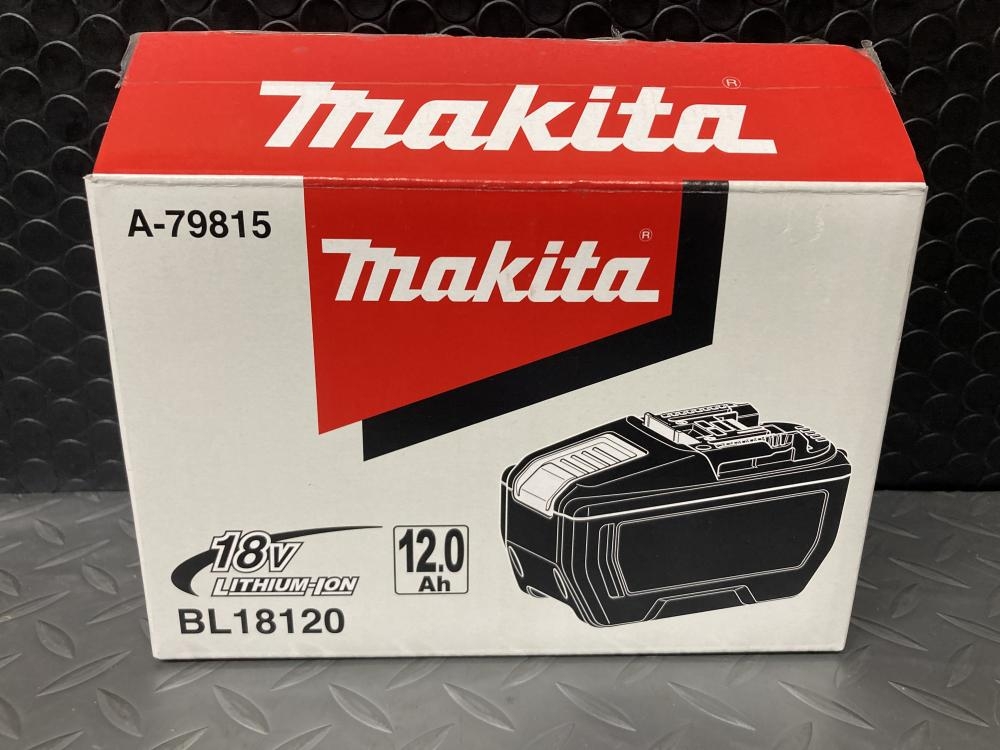 makita®
A-79815
makita®
18V
LITHIUM-ION
12.0
Ah
BL18120